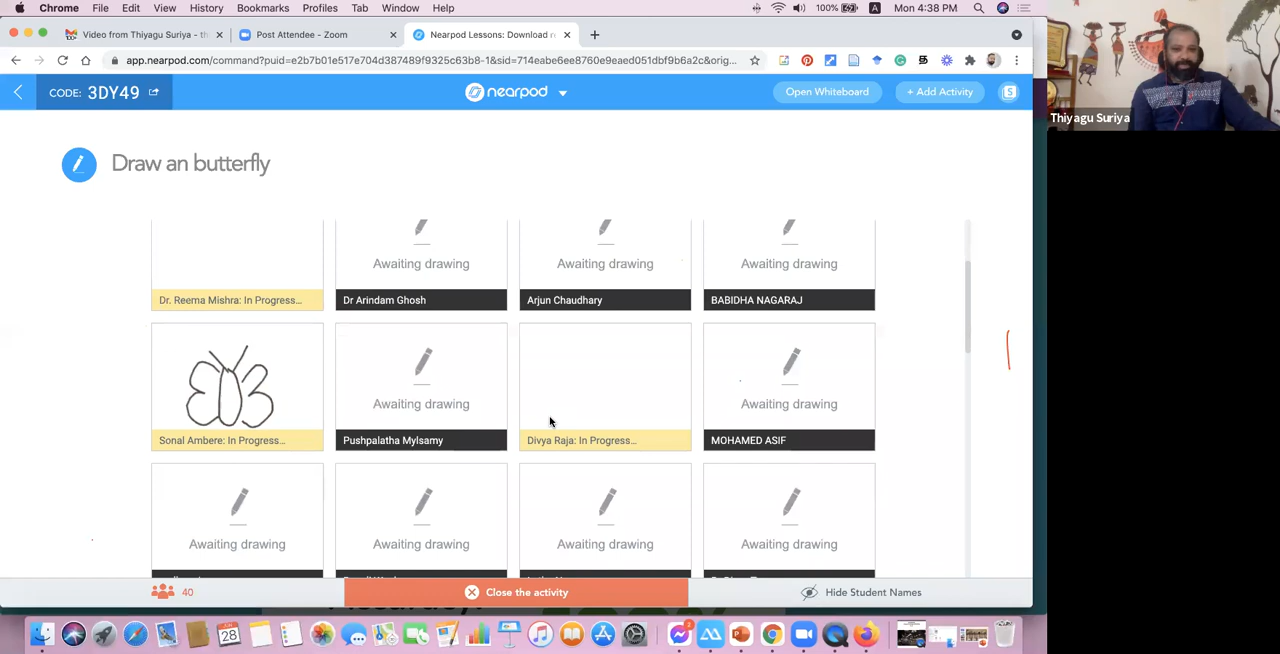 Chrome File Edit View History Bookmarks Profiles Tab Window Help 100% A Mon 4:38 PM
Video from Thiyagu Suriya - th Post Attendee - Zoom Nearpod Lessons: Download r
app.nearpod.com/command?puid=e2b7b01e517e704d387489f9325c63b8-1&sid=714eabe6ee8760e9eaed051dbf9b6a2c&orig...
CODE: 3DY49 nearpod Open Whiteboard + Add Activity S
Thiyagu Suriya
Draw an butterfly
Awaiting drawing Awaiting drawing Awaiting drawing
Dr. Reema Mishra: In Progress... Dr Arindam Ghosh Arjun Chaudhary BABIDHA NAGARAJ
Awaiting drawing Awaiting drawing
Sonal Ambere: In Progress... Pushpalatha Mylsamy Divya Raja: In Progress... MOHAMED ASIF
Awaiting drawing Awaiting drawing Awaiting drawing Awaiting drawing
40 Close the activity Hide Student Names
28
2